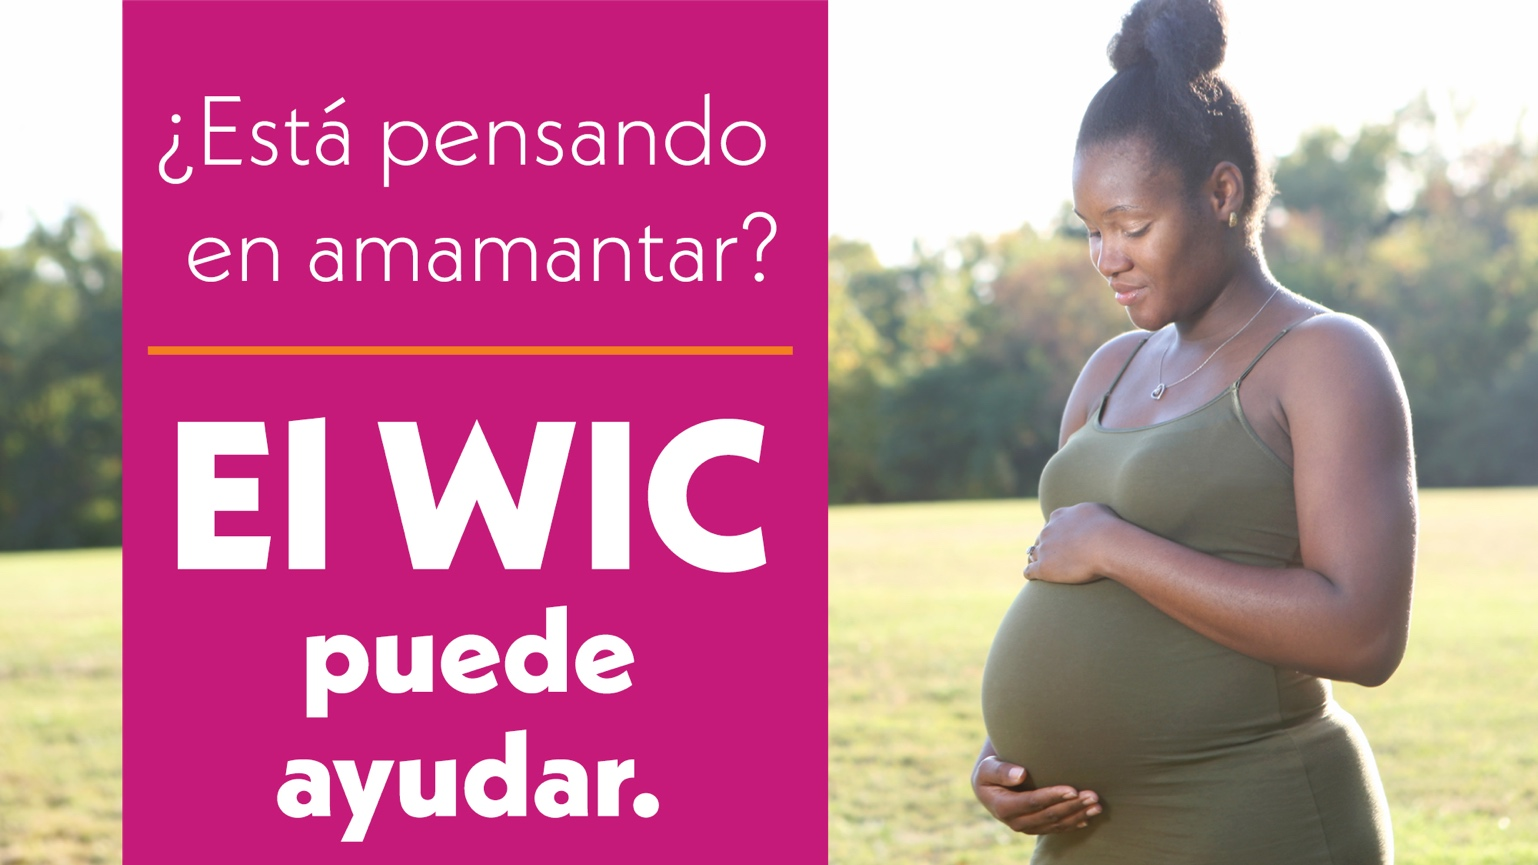 ¿Está pensando
en amamantar?
El WIC
puede
ayudar.